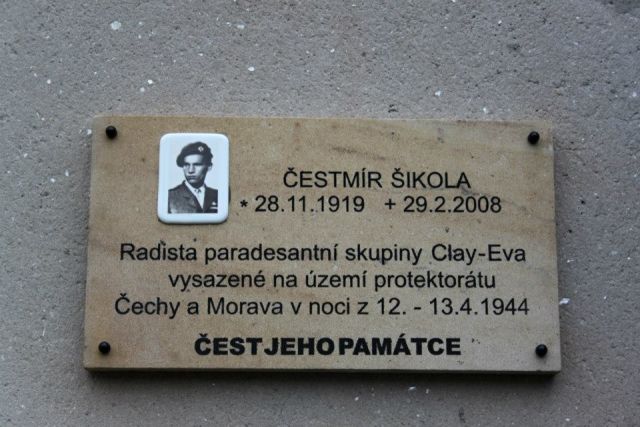 ČESTMÍR ŠIKOLA
* 28.11.1919 + 29.2.2008
Radista paradesantní skupiny Clay-Eva
vysazené na území protektorátu
Čechy a Morava v noci z 12. - 13.4.1944
ČEST JEHO PAMÁTCE